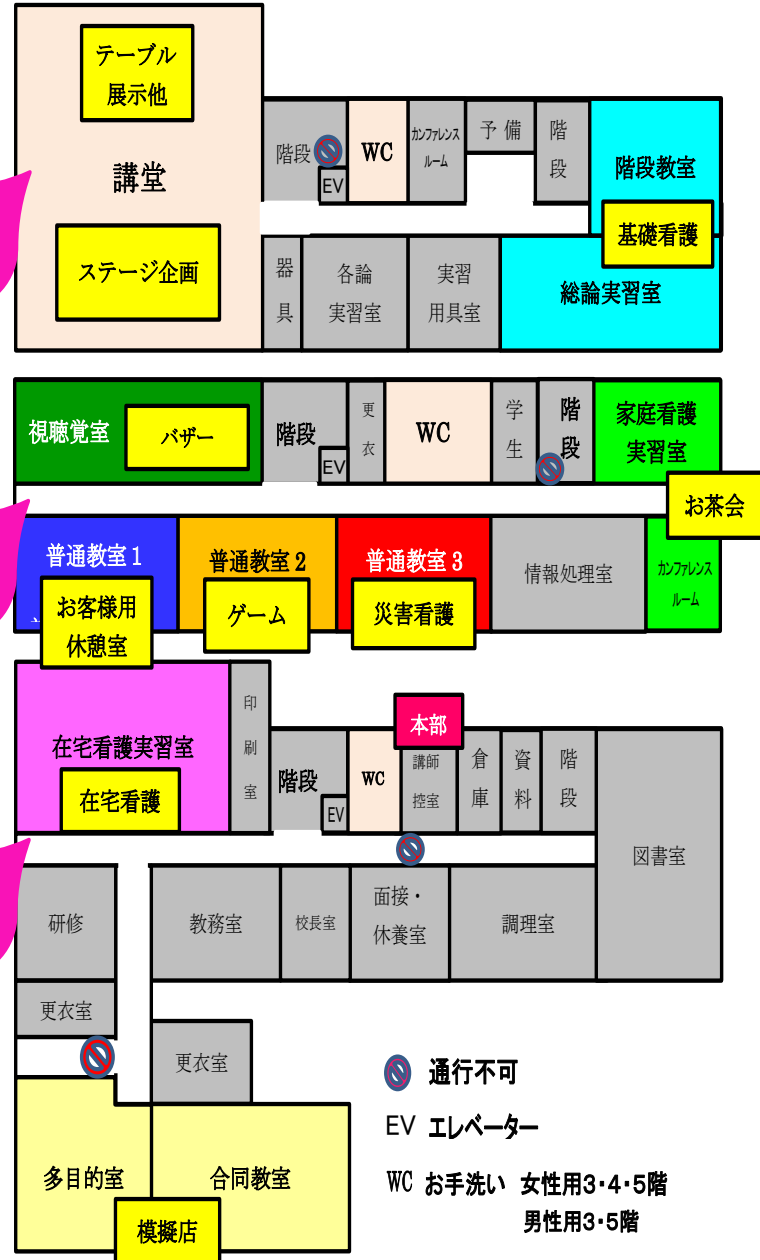 テーブル
展示他
講堂
ステージ企画
階段
EV
WC
カンファレンス
ルーム
予備
階
段
階段教室
基礎看護
器
具
各論
実習室
実習
用具室
総論実習室
視聴覚室
バザー
階段
EV
更
衣
WC
学
生
階
段
家庭看護
実習室
お茶会
普通教室1
お客様用
休憩室
普通教室2
ゲーム
普通教室3
災害看護
情報処理室
カンファレンス
ルーム
在宅看護実習室
在宅看護
印
刷
室
階段
EV
WC
本部
講師
控室
倉
庫
資
料
階
段
図書室
研修
教務室
校長室
面接・
休養室
調理室
更衣室
更衣室
多目的室
合同教室
模擬店
通行不可
EV エレベーター
WC お手洗い 女性用3・4・5階
男性用3・5階